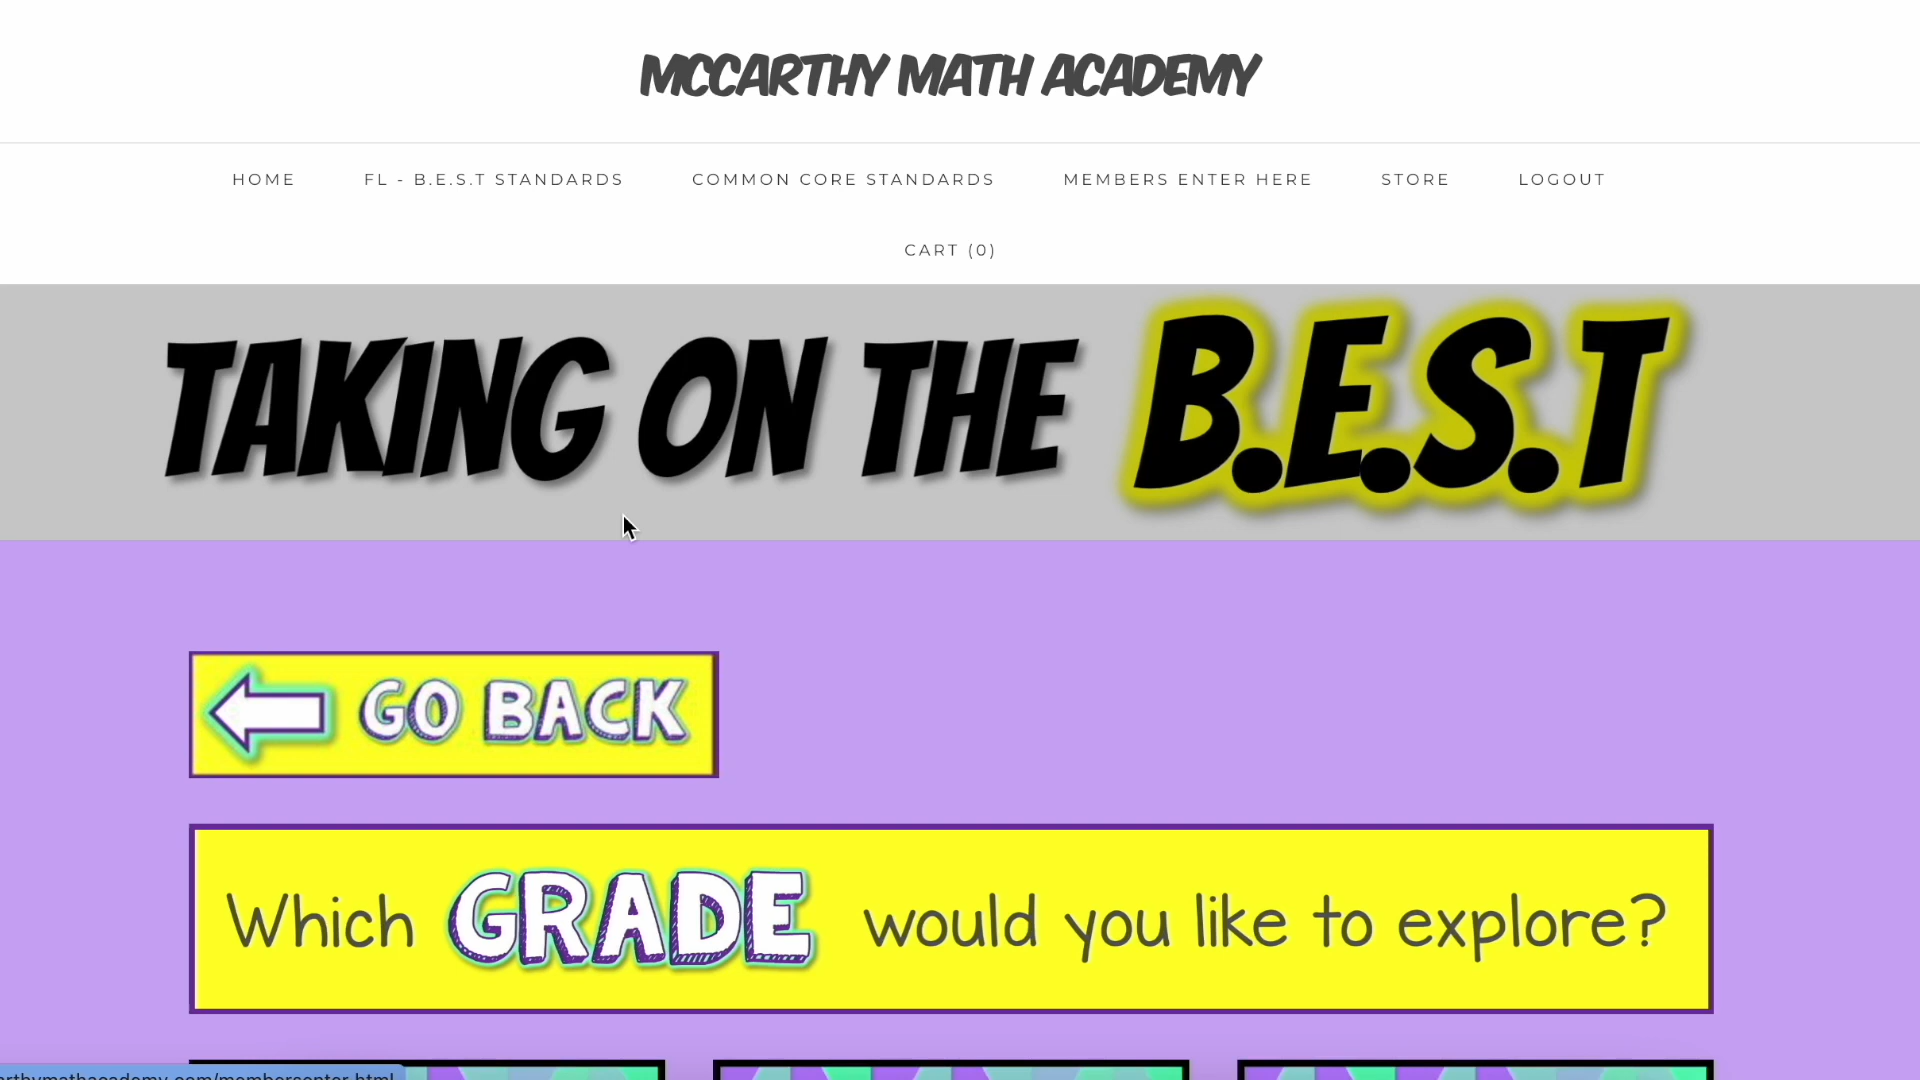 MCCARTHY MATH ACADEMY
HOME FL - B.E.S.T STANDARDS COMMON CORE STANDARDS MEMBERS ENTER HERE STORE LOGOUT
CART (0)
TAKING ON THE B.E.S.T
GO BACK
Which GRADE would you like to explore?